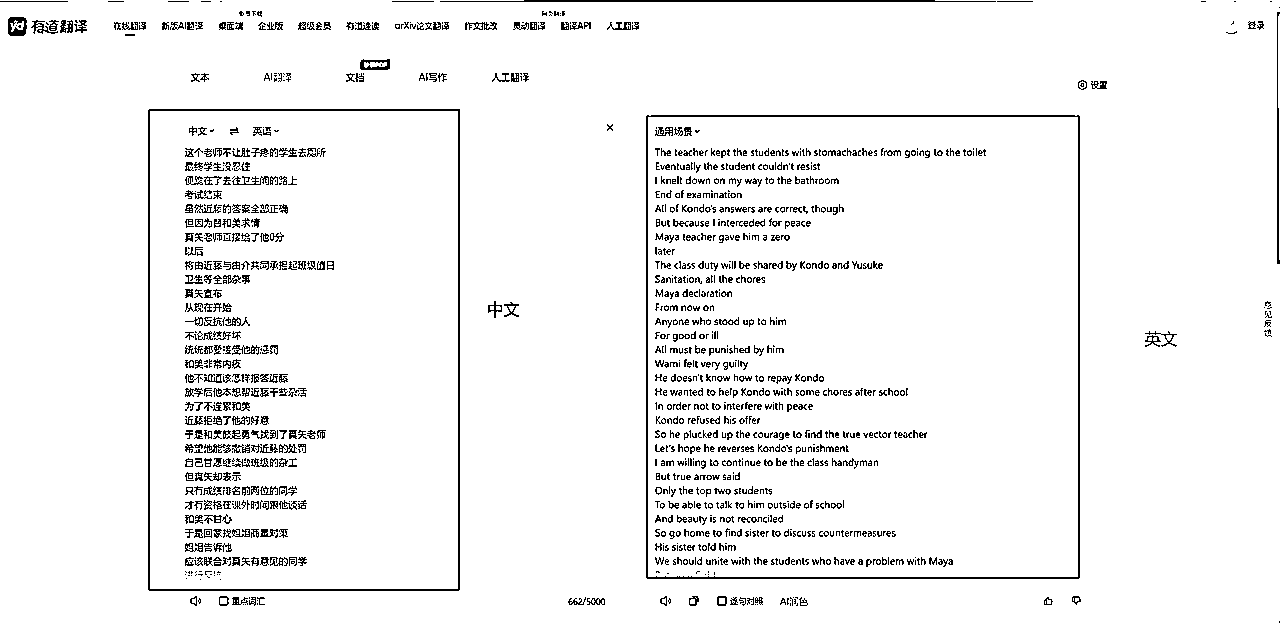 有道翻译
在线翻译 新版AI翻译 桌面端 企业版 超级会员 有道速读 arXiv论文翻译 作文批改 灵动翻译 翻译API 人工翻译
登录
文本 AI翻译 文档 AI写作 人工翻译
设置
中文 英语
这个老师不让肚子疼的学生去厕所
最终学生没忍住
考试结束
虽然近藤的答案全部正确
但因为替和美求情
真矢老师直接给了他0分
以后
将由近藤与由介共同承担起班级值日
卫生等全部杂事
真矢宣布
从现在开始
一切反抗他的人
不论成绩好坏
统统都要接受他的惩罚
和美非常内疚
他不知道该怎样报答近藤
放学后他本想帮近藤干些杂活
为了不连累和美
近藤拒绝了他的好意
于是和美鼓起勇气找到了真矢老师
希望他能够撤销对近藤的处罚
自己甘愿继续做班级的杂工
但真矢却表示
只有成绩排名前两位的同学
才有资格在课外时间跟他谈话
和美不甘心
于是回家找姐姐商量对策
姐姐告诉他
应该联合对真矢有意见的同学
重点词汇
662/5000
中文
通用场景
The teacher kept the students with stomachaches from going to the toilet
Eventually the student couldn't resist
I knelt down on my way to the bathroom
End of examination
All of Kondo's answers are correct, though
But because I interceded for peace
Maya teacher gave him a zero
later
The class duty will be shared by Kondo and Yusuke
Sanitation, all the chores
Maya declaration
From now on
Anyone who stood up to him
For good or ill
All must be punished by him
Wami felt very guilty
He doesn't know how to repay Kondo
He wanted to help Kondo with some chores after school
In order not to interfere with peace
Kondo refused his offer
So he plucked up the courage to find the true vector teacher
Let's hope he reverses Kondo's punishment
I am willing to continue to be the class handyman
But true arrow said
Only the top two students
To be able to talk to him outside of school
And beauty is not reconciled
So go home to find sister to discuss countermeasures
His sister told him
We should unite with the students who have a problem with Maya
逐句对照 AI润色
英文
意见反馈